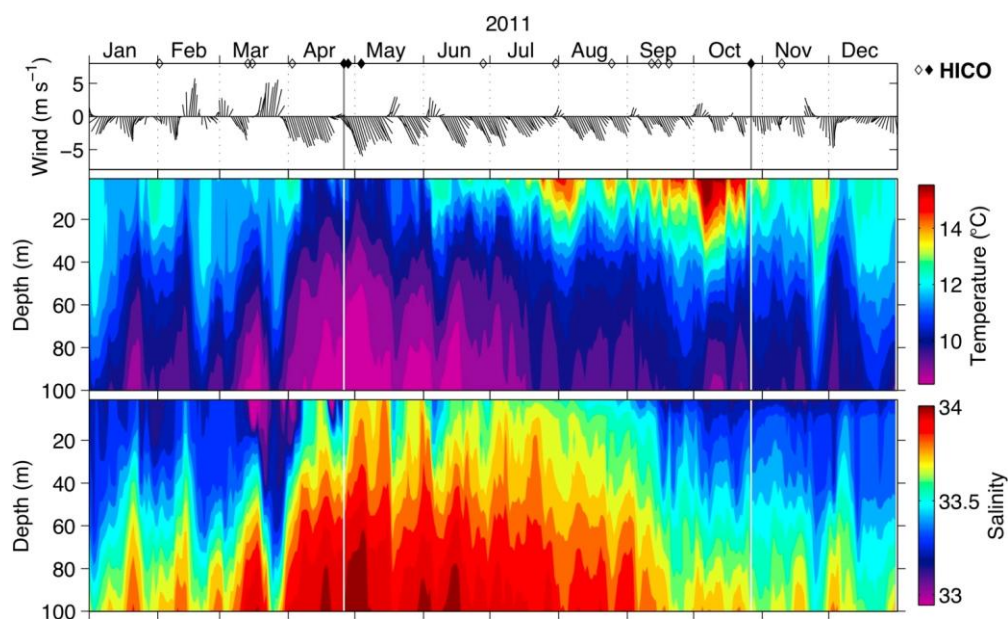 2011
Jan Feb Mar Apr May Jun Jul Aug Sep Oct Nov Dec
HICO
Wind (m s⁻¹)
5
0
−5
Depth (m)
20
40
60
80
100
Temperature (°C)
14
12
10
Depth (m)
20
40
60
80
100
Salinity
34
33.5
33